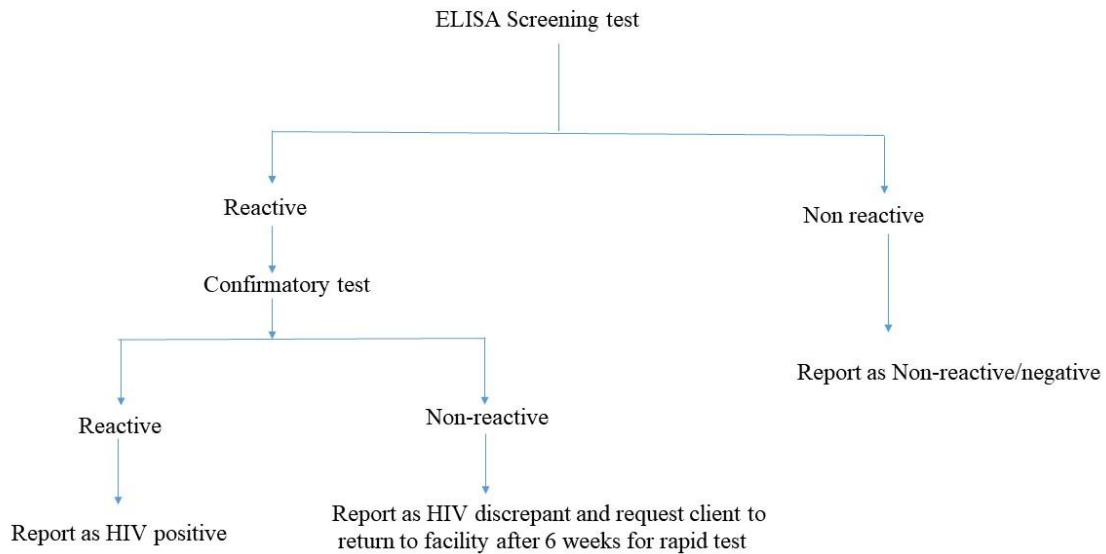 ELISA Screening test
Reactive
Non reactive
Confirmatory test
Report as Non-reactive/negative
Reactive
Non-reactive
Report as HIV positive
Report as HIV discrepant and request client to
return to facility after 6 weeks for rapid test